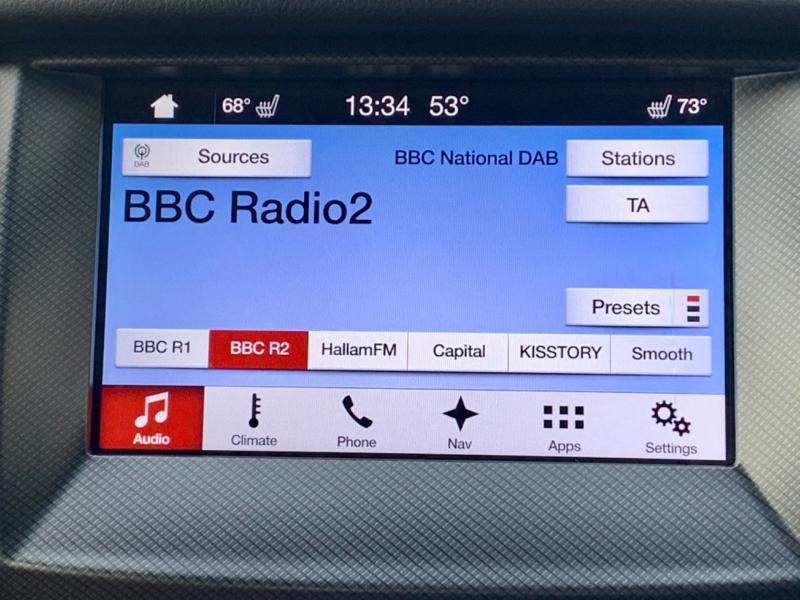 68° 13:34 53° 73°
DAB Sources BBC National DAB Stations
BBC Radio2 TA
Presets
BBC R1 BBC R2 HallamFM Capital KISSTORY Smooth
Audio Climate Phone Nav Apps Settings